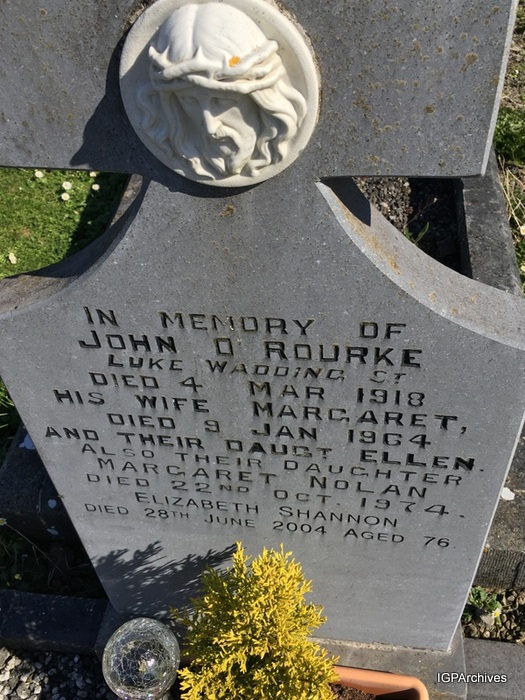 IN MEMORY OF
JOHN O ROURKE
LUKE WADDING ST
DIED 4 MAR 1918
HIS WIFE MARGARET,
DIED 9 JAN 1964
AND THEIR DAUGT ELLEN.
ALSO THEIR DAUGHTER
MARGARET NOLAN
DIED 22ND OCT. 1974.
ELIZABETH SHANNON
DIED 28TH JUNE 2004 AGED 76.
IGPArchives